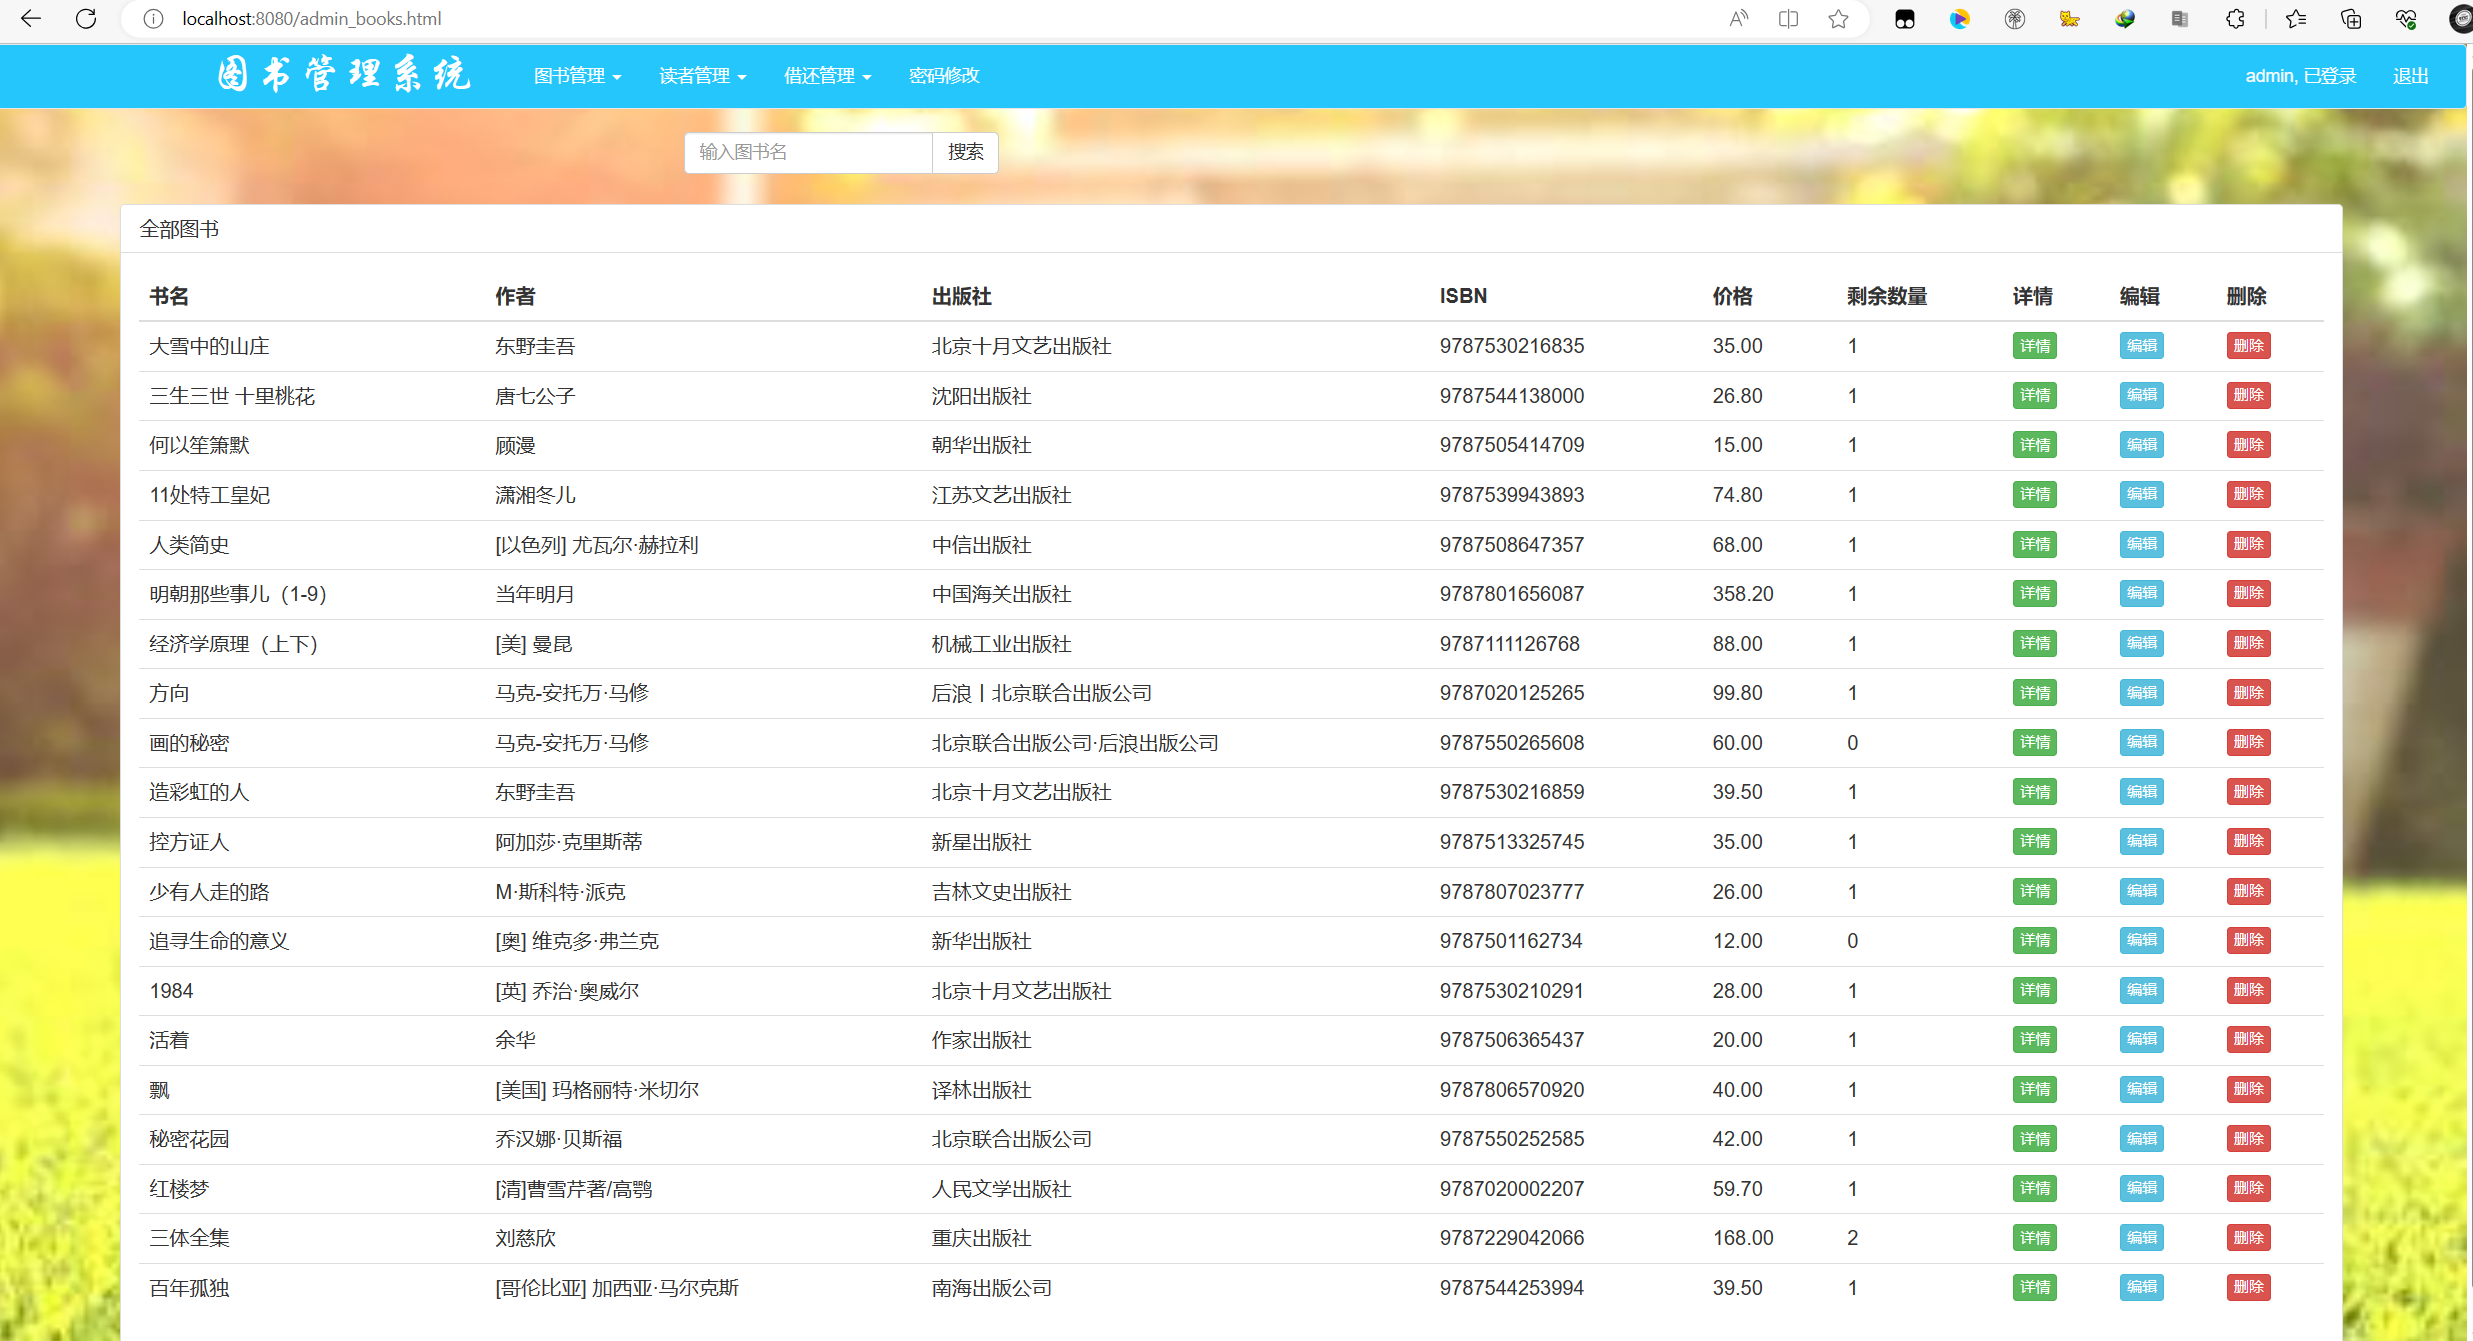 localhost:8080/admin_books.html
图书管理系统 图书管理 读者管理 借还管理 密码修改 admin, 已登录 退出
输入图书名 搜索
全部图书
书名 作者 出版社 ISBN 价格 剩余数量 详情 编辑 删除
大雪中的山庄 东野圭吾 北京十月文艺出版社 9787530216835 35.00 1 详情 编辑 删除
三生三世 十里桃花 唐七公子 沈阳出版社 9787544138000 26.80 1 详情 编辑 删除
何以笙箫默 顾漫 朝华出版社 9787505414709 15.00 1 详情 编辑 删除
11处特工皇妃 潇湘冬儿 江苏文艺出版社 9787539943893 74.80 1 详情 编辑 删除
人类简史 [以色列] 尤瓦尔·赫拉利 中信出版社 9787508647357 68.00 1 详情 编辑 删除
明朝那些事儿（1-9） 当年明月 中国海关出版社 9787801656087 358.20 1 详情 编辑 删除
经济学原理（上下） [美] 曼昆 机械工业出版社 9787111126768 88.00 1 详情 编辑 删除
方向 马克-安托万·马修 后浪丨北京联合出版公司 9787020125265 99.80 1 详情 编辑 删除
画的秘密 马克-安托万·马修 北京联合出版公司·后浪出版公司 9787550265608 60.00 0 详情 编辑 删除
造彩虹的人 东野圭吾 北京十月文艺出版社 9787530216859 39.50 1 详情 编辑 删除
控方证人 阿加莎·克里斯蒂 新星出版社 9787513325745 35.00 1 详情 编辑 删除
少有人走的路 M·斯科特·派克 吉林文史出版社 9787807023777 26.00 1 详情 编辑 删除
追寻生命的意义 [奥] 维克多·弗兰克 新华出版社 9787501162734 12.00 0 详情 编辑 删除
1984 [英] 乔治·奥威尔 北京十月文艺出版社 9787530210291 28.00 1 详情 编辑 删除
活着 余华 作家出版社 9787506365437 20.00 1 详情 编辑 删除
飘 [美国] 玛格丽特·米切尔 译林出版社 9787806570920 40.00 1 详情 编辑 删除
秘密花园 乔汉娜·贝斯福 北京联合出版公司 9787550252585 42.00 1 详情 编辑 删除
红楼梦 [清]曹雪芹著/高鹗 人民文学出版社 9787020002207 59.70 1 详情 编辑 删除
三体全集 刘慈欣 重庆出版社 9787229042066 168.00 2 详情 编辑 删除
百年孤独 [哥伦比亚] 加西亚·马尔克斯 南海出版公司 9787544253994 39.50 1 详情 编辑 删除